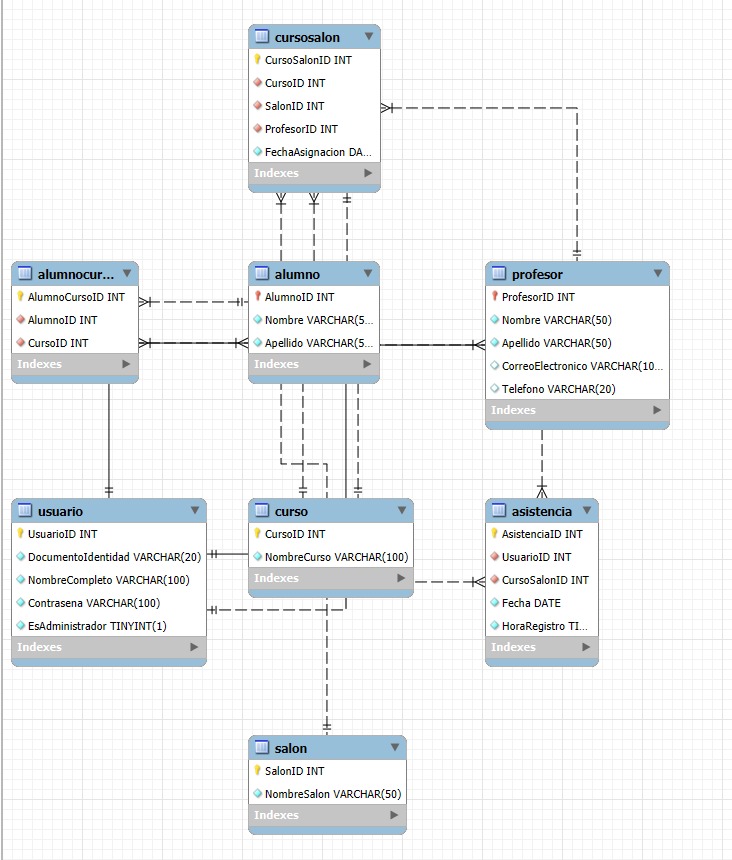 cursosalon
CursoSalonID INT
CursoID INT
SalonID INT
ProfesorID INT
FechaAsignacion DA...
Indexes
alumnocur...
AlumnoCursoID INT
AlumnoID INT
CursoID INT
Indexes
alumno
AlumnoID INT
Nombre VARCHAR(5...
Apellido VARCHAR(5...
Indexes
profesor
ProfesorID INT
Nombre VARCHAR(50)
Apellido VARCHAR(50)
CorreoElectronico VARCHAR(10...
Telefono VARCHAR(20)
Indexes
usuario
UsuarioID INT
DocumentoIdentidad VARCHAR(20)
NombreCompleto VARCHAR(100)
Contrasena VARCHAR(100)
EsAdministrador TINYINT(1)
Indexes
curso
CursoID INT
NombreCurso VARCHAR(100)
Indexes
asistencia
AsistenciaID INT
UsuarioID INT
CursoSalonID INT
Fecha DATE
HoraRegistro TI...
Indexes
salon
SalonID INT
NombreSalon VARCHAR(50)
Indexes